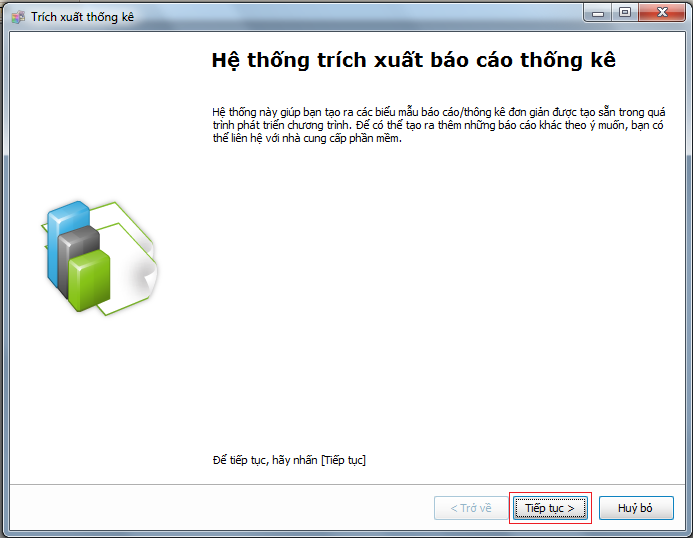 Trích xuất thống kê
Hệ thống trích xuất báo cáo thống kê
Hệ thống này giúp bạn tạo ra các biểu mẫu báo cáo/thông kê đơn giản được tạo sẵn trong quá
trình phát triển chương trình. Để có thể tạo ra thêm những báo cáo khác theo ý muốn, bạn có
thể liên hệ với nhà cung cấp phần mềm.
Để tiếp tục, hãy nhấn [Tiếp tục]
< Trở về
Tiếp tục >
Huỷ bỏ